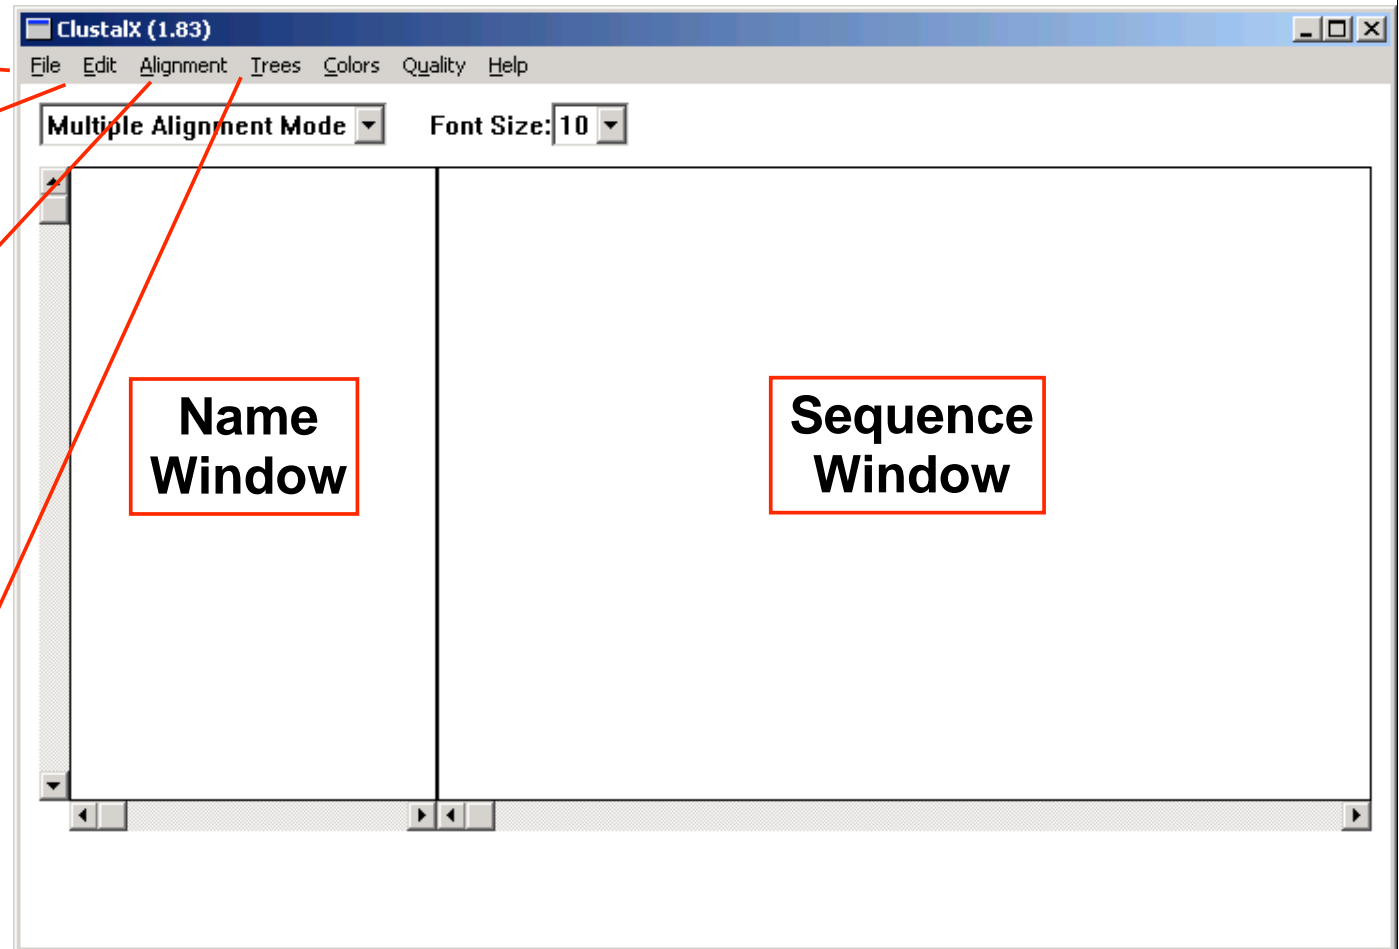 ClustalX (1.83)
File Edit Alignment Trees Colors Quality Help
Multiple Alignment Mode Font Size: 10
Name
Window
Sequence
Window